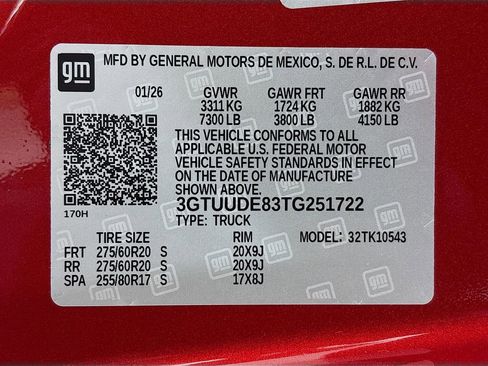 gm MFD BY GENERAL MOTORS DE MEXICO, S. DE R.L. DE C.V.
01/26 GVWR GAWR FRT GAWR RR
3311 KG 1724 KG 1882 KG
7300 LB 3800 LB 4150 LB
THIS VEHICLE CONFORMS TO ALL
APPLICABLE U.S. FEDERAL MOTOR
VEHICLE SAFETY STANDARDS IN EFFECT
ON THE DATE OF MANUFACTURE
SHOWN ABOVE.
3GTUUDE83TG251722
170H TYPE: TRUCK
TIRE SIZE RIM MODEL: 32TK10543
FRT 275/60R20 S 20X9J
RR 275/60R20 S 20X9J
SPA 255/80R17 S 17X8J